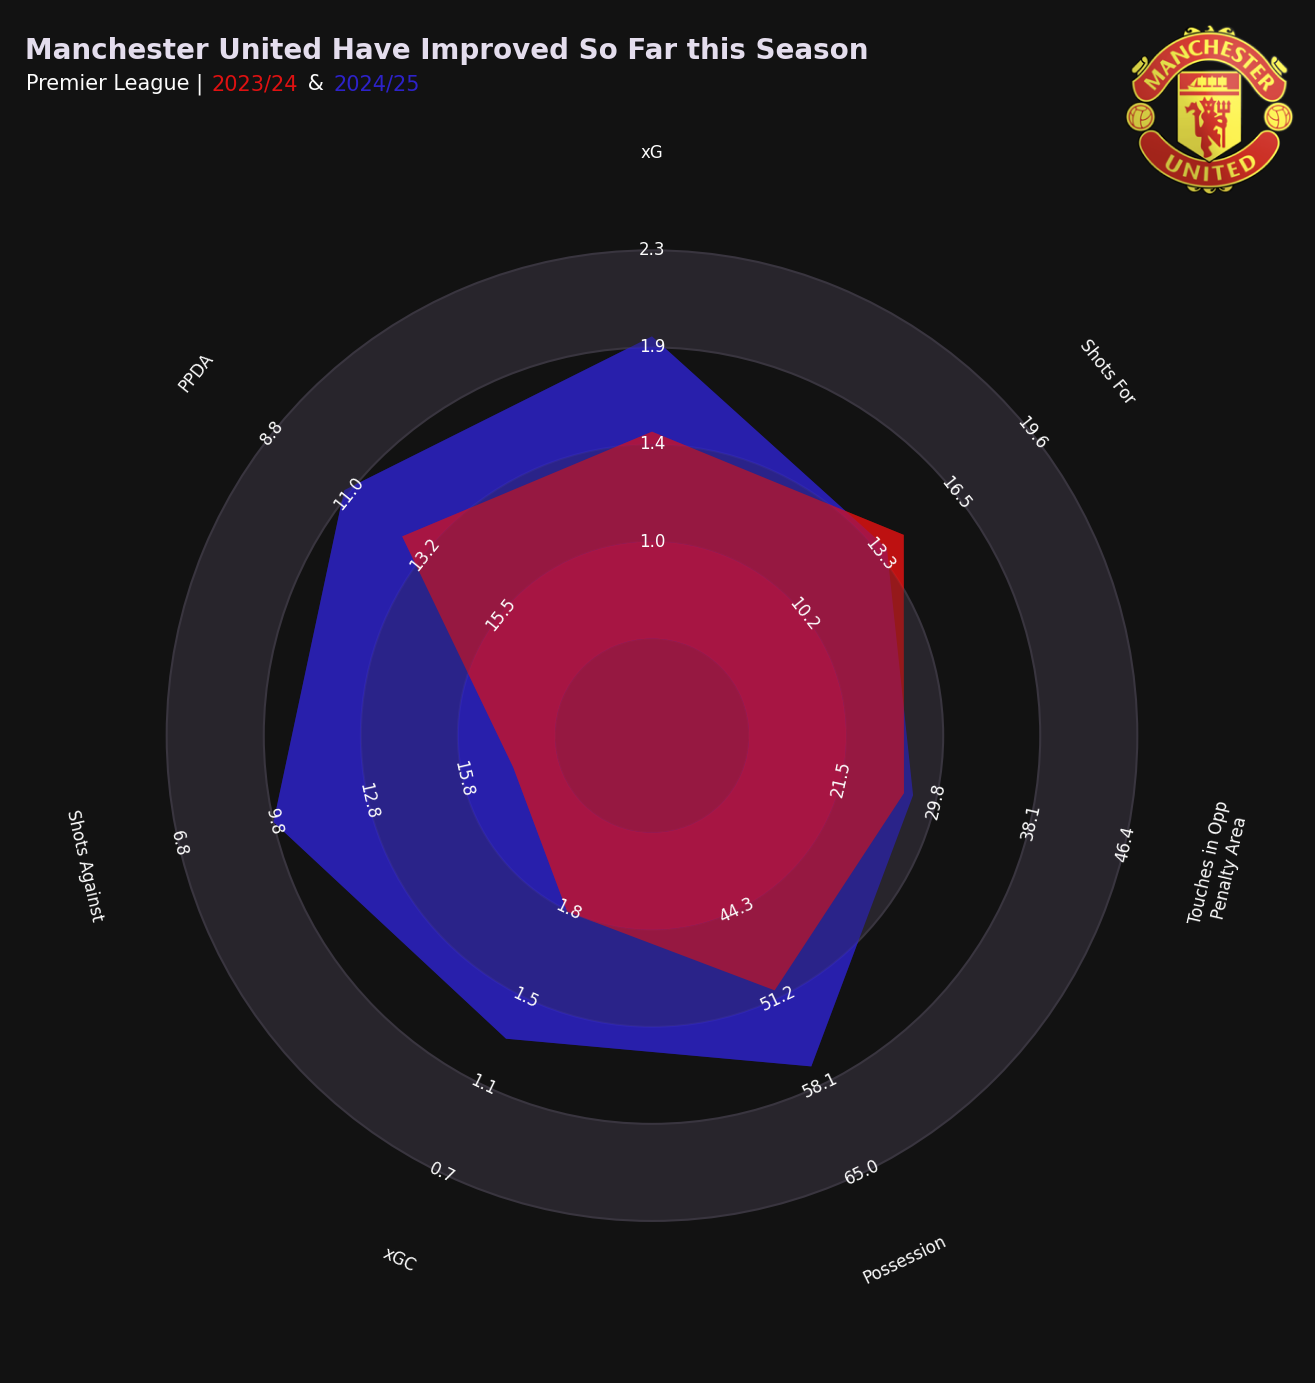 Manchester United Have Improved So Far this Season
Premier League | 2023/24 & 2024/25
MANCHESTER
UNITED
xG
2.3
1.9
1.4
1.0
Shots For
19.6
16.5
13.3
10.2
Touches in Opp
Penalty Area
46.4
38.1
29.8
21.5
Possession
65.0
58.1
51.2
44.3
xGC
0.7
1.1
1.5
1.8
Shots Against
6.8
9.8
12.8
15.8
PPDA
8.8
11.0
13.2
15.5